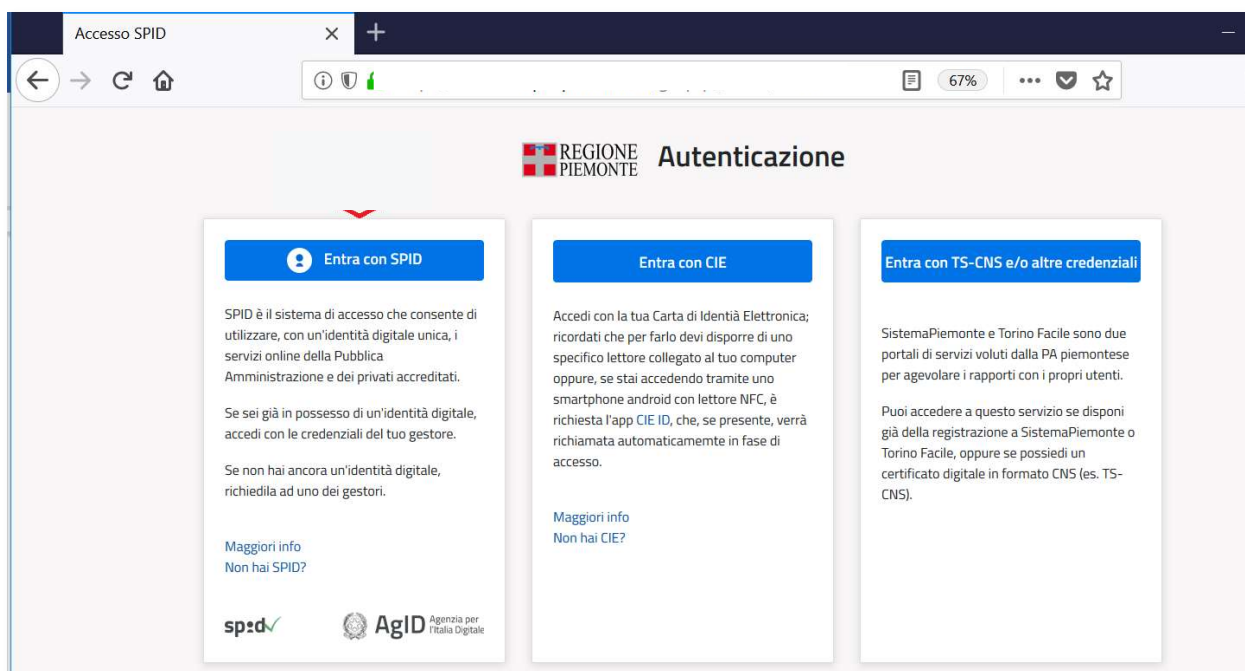 Accesso SPID
67%
REGIONE
PIEMONTE
Autenticazione
Entra con SPID
SPID è il sistema di accesso che consente di
utilizzare, con un'identità digitale unica, i
servizi online della Pubblica
Amministrazione e dei privati accreditati.
Se sei già in possesso di un'identità digitale,
accedi con le credenziali del tuo gestore.
Se non hai ancora un'identità digitale,
richiedila ad uno dei gestori.
Maggiori info
Non hai SPID?
spid
AgID Agenzia per
l'Italia Digitale
Entra con CIE
Accedi con la tua Carta di Identià Elettronica;
ricordati che per farlo devi disporre di uno
specifico lettore collegato al tuo computer
oppure, se stai accedendo tramite uno
smartphone android con lettore NFC, è
richiesta l'app CIE ID, che, se presente, verrà
richiamata automaticamemte in fase di
accesso.
Maggiori info
Non hai CIE?
Entra con TS-CNS e/o altre credenziali
SistemaPiemonte e Torino Facile sono due
portali di servizi voluti dalla PA piemontese
per agevolare i rapporti con i propri utenti.
Puoi accedere a questo servizio se disponi
già della registrazione a SistemaPiemonte o
Torino Facile, oppure se possiedi un
certificato digitale in formato CNS (es. TS-
CNS).